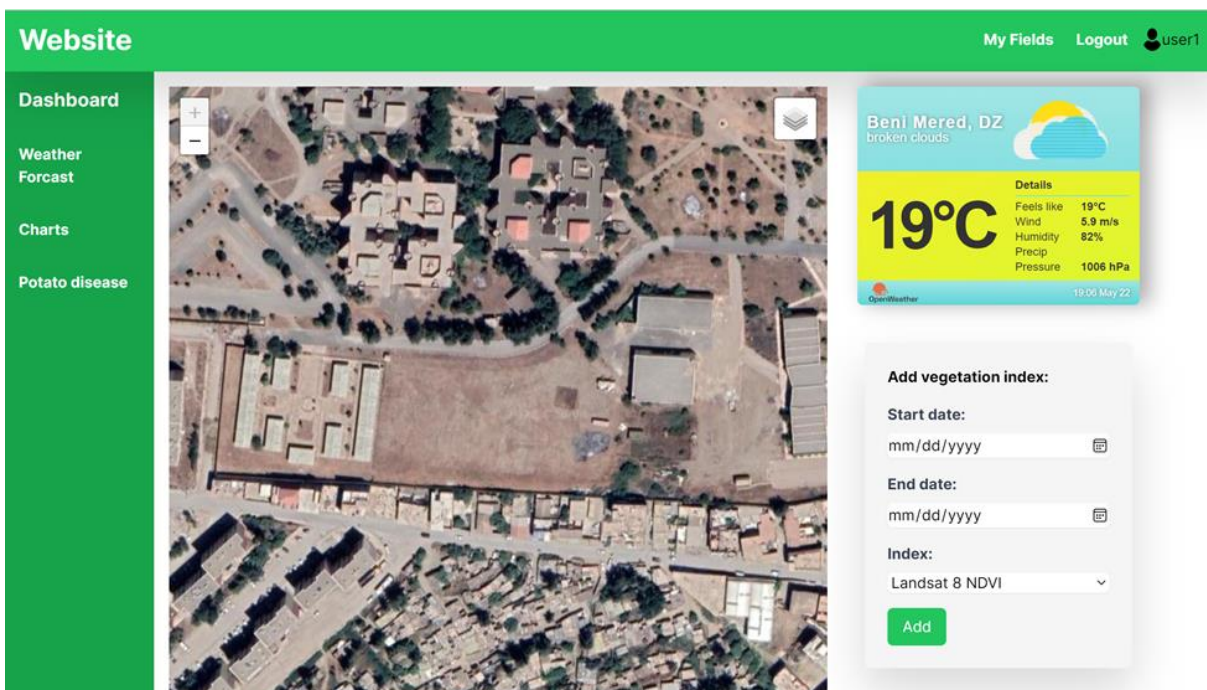 Website
My Fields
Logout
user1
Dashboard
Weather
Forcast
Charts
Potato disease
+
−
Beni Mered, DZ
broken clouds
19°C
Details
Feels like 19°C
Wind 5.9 m/s
Humidity 82%
Precip
Pressure 1006 hPa
OpenWeather
19:06 May 22
Add vegetation index:
Start date:
mm/dd/yyyy
End date:
mm/dd/yyyy
Index:
Landsat 8 NDVI
Add